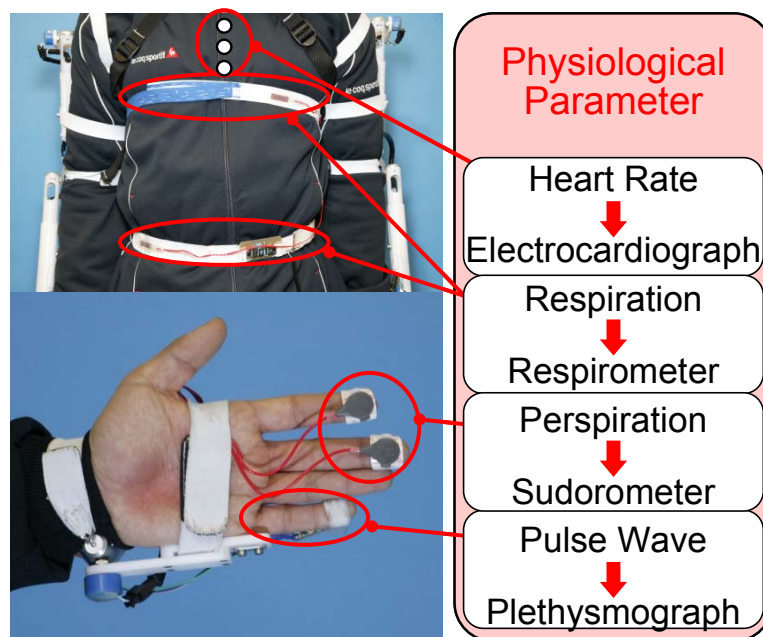 le coq sportif
le coq sportif
Physiological
Parameter
Heart Rate
Electrocardiograph
Respiration
Respirometer
Perspiration
Sudorometer
Pulse Wave
Plethysmograph